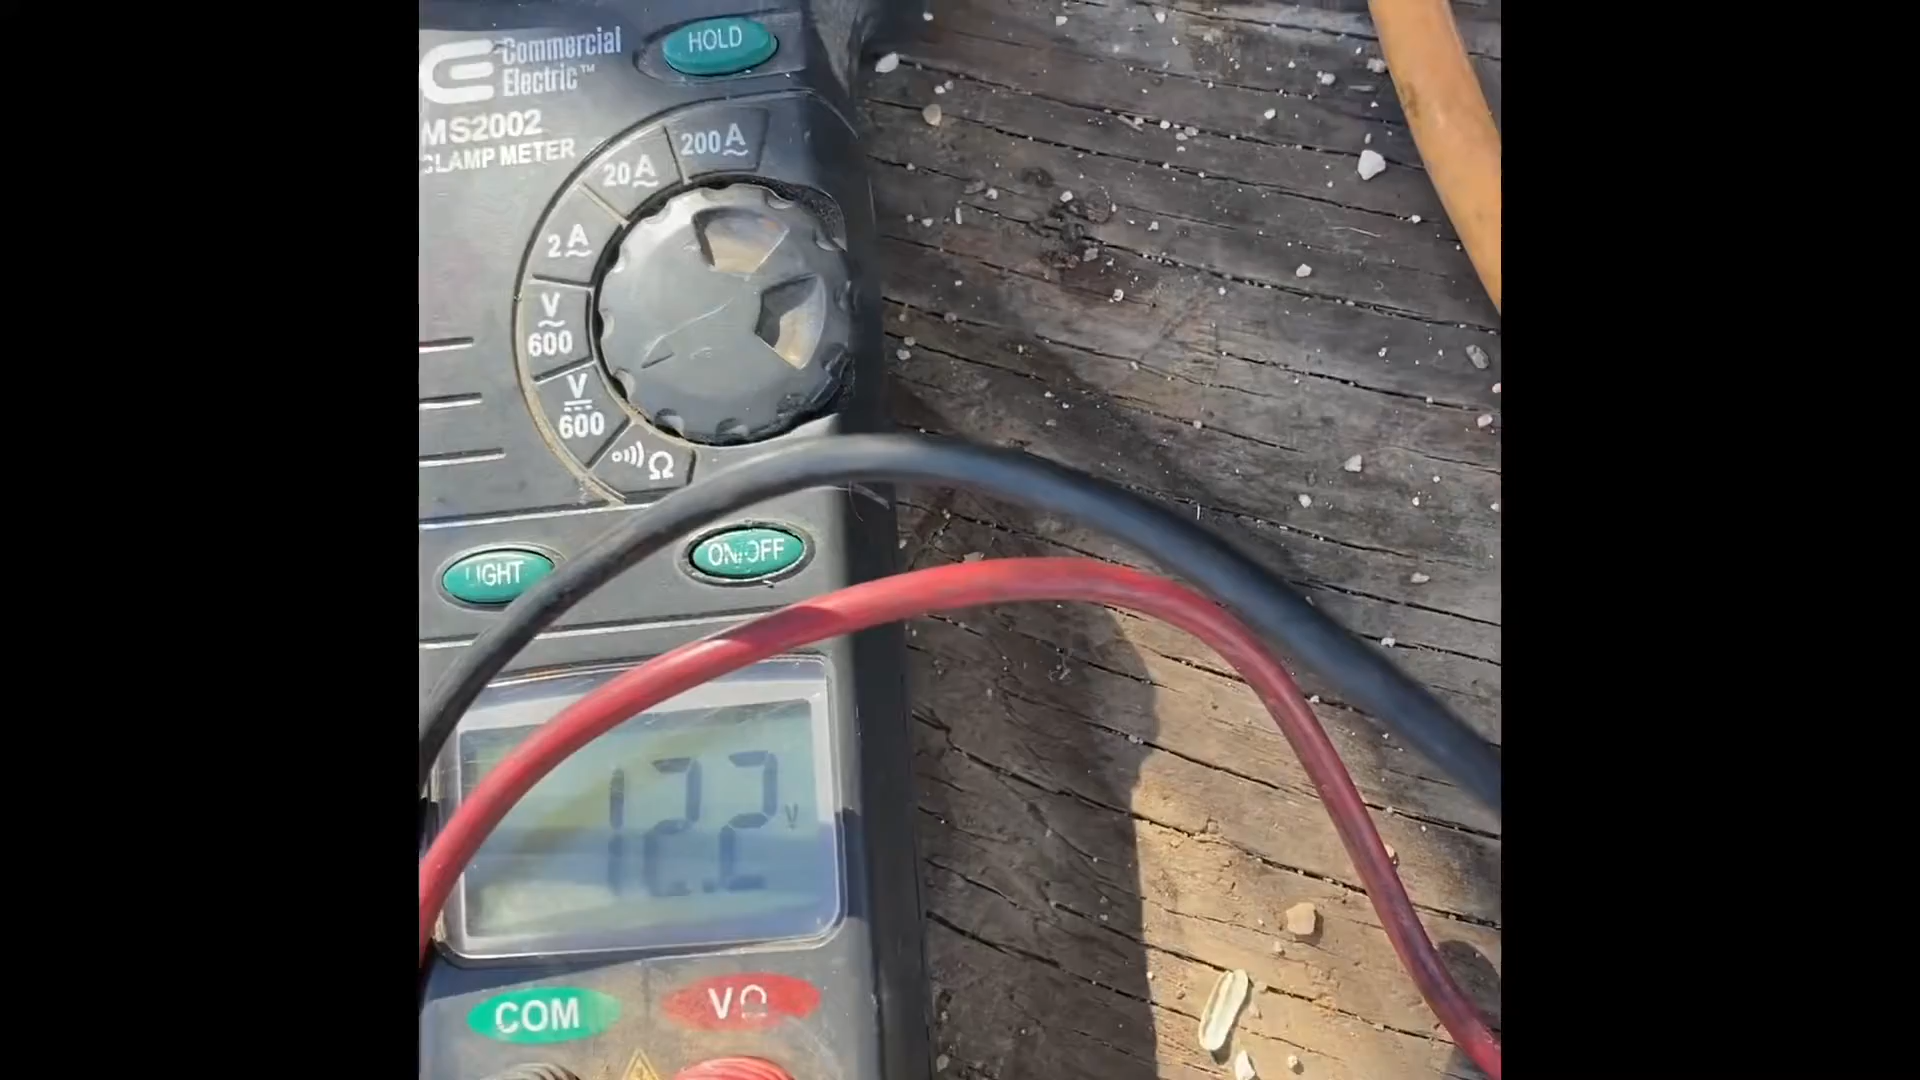 Commercial
Electric™
HOLD
MS2002
CLAMP METER
200A
20A
2A
V
600
V
600
Ω
LIGHT
ON/OFF
12.2 V
COM
VΩ